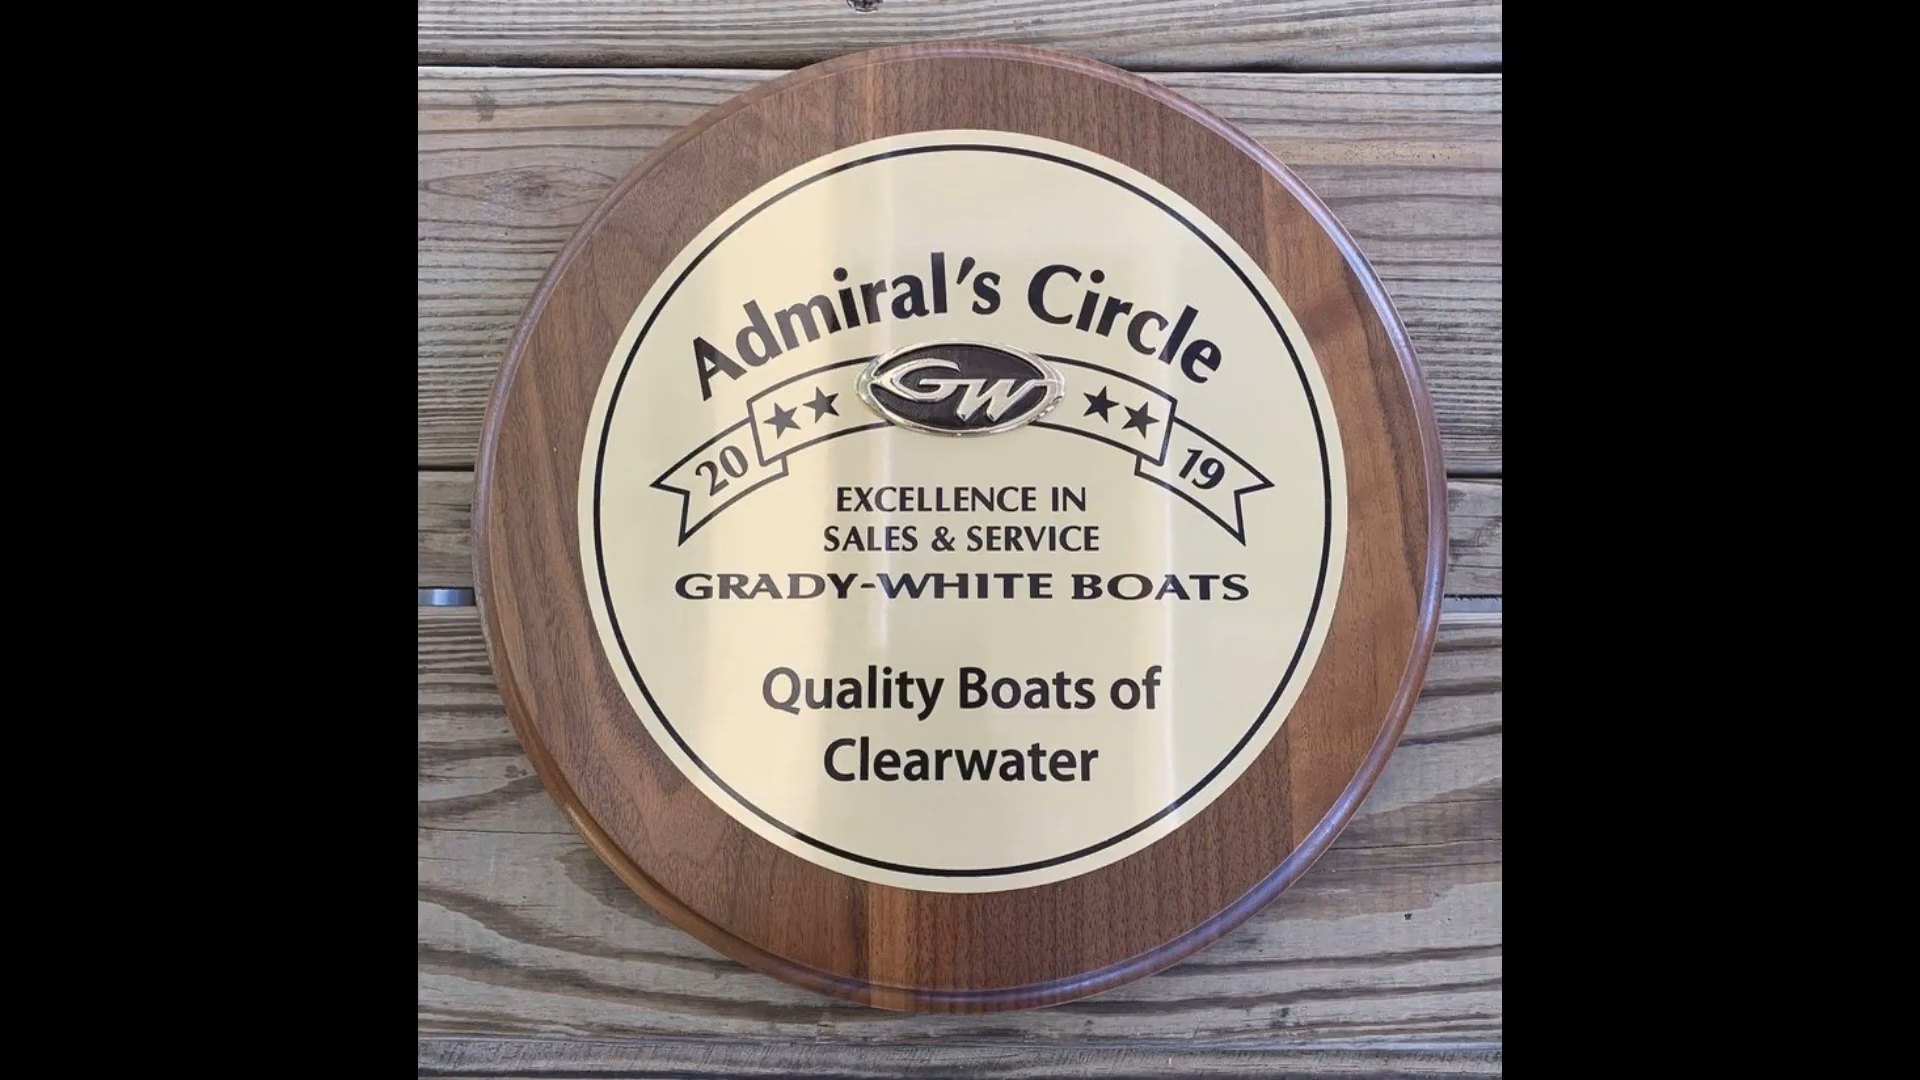 Admiral's Circle
GW
20 19
EXCELLENCE IN
SALES & SERVICE
GRADY-WHITE BOATS
Quality Boats of
Clearwater